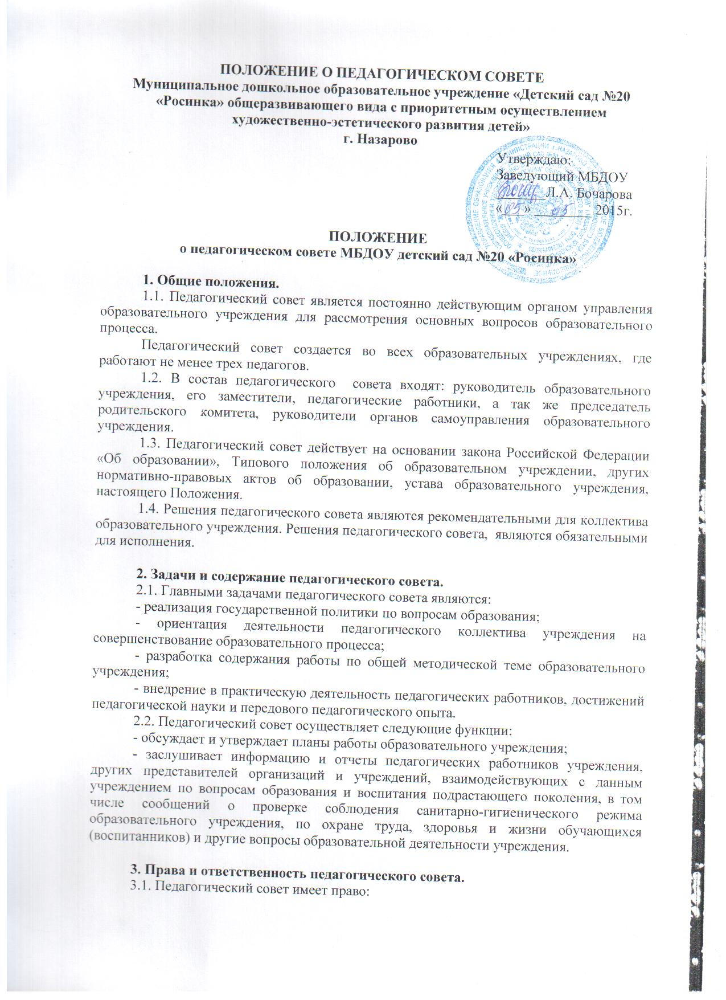 ПОЛОЖЕНИЕ О ПЕДАГОГИЧЕСКОМ СОВЕТЕ
Муниципальное дошкольное образовательное учреждение «Детский сад №20
«Росинка» общеразвивающего вида с приоритетным осуществлением
художественно-эстетического развития детей»
г. Назарово
Утверждаю:
Заведующий МБДОУ
_______Л.А. Бочарова
«05» ___05___ 2015г.
ПОЛОЖЕНИЕ
о педагогическом совете МБДОУ детский сад №20 «Росинка»
1. Общие положения.
1.1. Педагогический совет является постоянно действующим органом управления
образовательного учреждения для рассмотрения основных вопросов образовательного
процесса.
Педагогический совет создается во всех образовательных учреждениях, где
работают не менее трех педагогов.
1.2. В состав педагогического совета входят: руководитель образовательного
учреждения, его заместители, педагогические работники, а так же председатель
родительского комитета, руководители органов самоуправления образовательного
учреждения.
1.3. Педагогический совет действует на основании закона Российской Федерации
«Об образовании», Типового положения об образовательном учреждении, других
нормативно-правовых актов об образовании, устава образовательного учреждения,
настоящего Положения.
1.4. Решения педагогического совета являются рекомендательными для коллектива
образовательного учреждения. Решения педагогического совета, являются обязательными
для исполнения.
2. Задачи и содержание педагогического совета.
2.1. Главными задачами педагогического совета являются:
- реализация государственной политики по вопросам образования;
- ориентация деятельности педагогического коллектива учреждения на
совершенствование образовательного процесса;
- разработка содержания работы по общей методической теме образовательного
учреждения;
- внедрение в практическую деятельность педагогических работников, достижений
педагогической науки и передового педагогического опыта.
2.2. Педагогический совет осуществляет следующие функции:
- обсуждает и утверждает планы работы образовательного учреждения;
- заслушивает информацию и отчеты педагогических работников учреждения,
других представителей организаций и учреждений, взаимодействующих с данным
учреждением по вопросам образования и воспитания подрастающего поколения, в том
числе сообщений о проверке соблюдения санитарно-гигиенического режима
образовательного учреждения, по охране труда, здоровья и жизни обучающихся
(воспитанников) и другие вопросы образовательной деятельности учреждения.
3. Права и ответственность педагогического совета.
3.1. Педагогический совет имеет право: